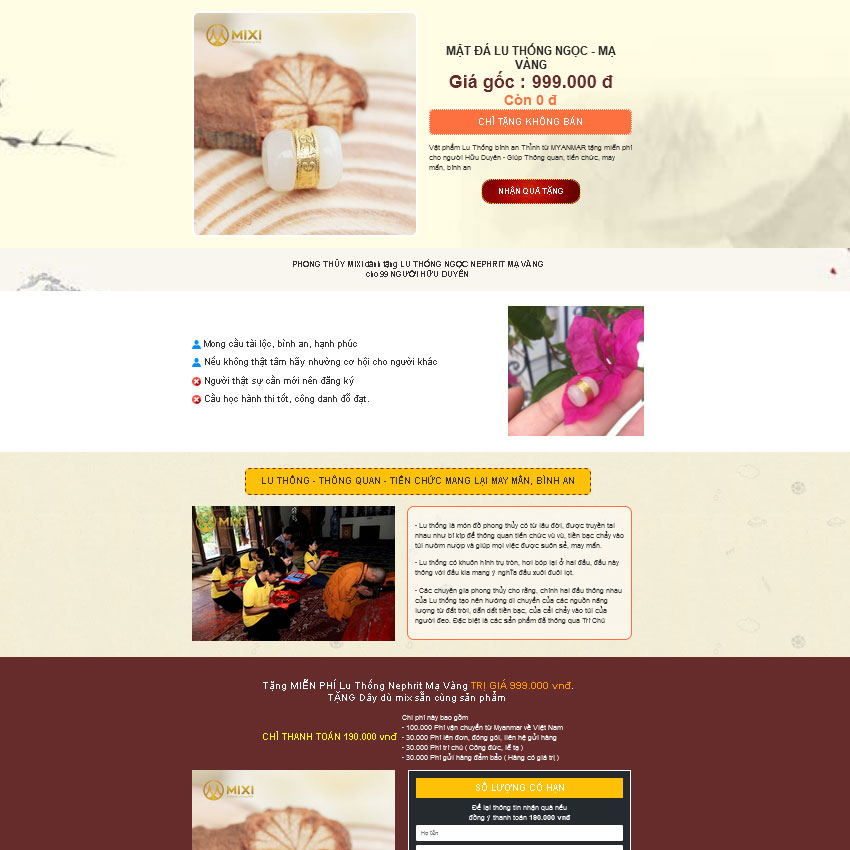 MIXI
MẶT ĐÁ LU THỐNG NGỌC - MẠ
VÀNG
Giá gốc : 999.000 đ
Còn 0 đ
CHỈ TẶNG KHÔNG BÁN
Vật phẩm Lu Thống bình an Thỉnh từ MYANMAR tặng miễn phí
cho người Hữu Duyên - Giúp Thông quan, tiến chức, may
mắn, bình an
NHẬN QUÀ TẶNG
PHONG THỦY MIXI dành tặng LU THỐNG NGỌC NEPHRIT MẠ VÀNG
cho 99 NGƯỜI HỮU DUYÊN
Mong cầu tài lộc, bình an, hạnh phúc
Nếu không thật tâm hãy nhường cơ hội cho người khác
Người thật sự cần mới nên đăng ký
Cầu học hành thi tốt, công danh đỗ đạt.
LU THỐNG - THÔNG QUAN - TIẾN CHỨC MANG LẠI MAY MẮN, BÌNH AN
MIXI
- Lu thống là món đồ phong thủy có từ lâu đời, được truyền tai
nhau như bí kíp để thông quan tiến chức vù vù, tiền bạc chảy vào
túi nườm nượp và giúp mọi việc được suôn sẻ, may mắn.
- Lu thống có khuôn hình trụ tròn, hơi bóp lại ở hai đầu, đầu này
thông với đầu kia mang ý nghĩa đầu xuôi đuôi lọt.
- Các chuyên gia phong thủy cho rằng, chính hai đầu thông nhau
của Lu thống tạo nên hướng di chuyển của các nguồn năng
lượng từ đất trời, dẫn dắt tiền bạc, của cải chảy vào túi của
người đeo. Đặc biệt là các sản phẩm đã thông qua Trì Chú
Tặng MIỄN PHÍ Lu Thống Nephrit Mạ Vàng TRỊ GIÁ 999.000 vnđ.
TẶNG Dây dù mix sẵn cùng sản phẩm
CHỈ THANH TOÁN 190.000 vnđ
Chi phí này bao gồm
- 100.000 Phí vận chuyển từ Myanmar về Việt Nam
- 30.000 Phí lên đơn, đóng gói, liên hệ gửi hàng
- 30.000 Phí trì chú ( Công đức, lễ tạ )
- 30.000 Phí gửi hàng đảm bảo ( Hàng có giá trị )
MIXI
SỐ LƯỢNG CÓ HẠN
Để lại thông tin nhận quà nếu
đồng ý thanh toán 190.000 vnđ
Họ tên